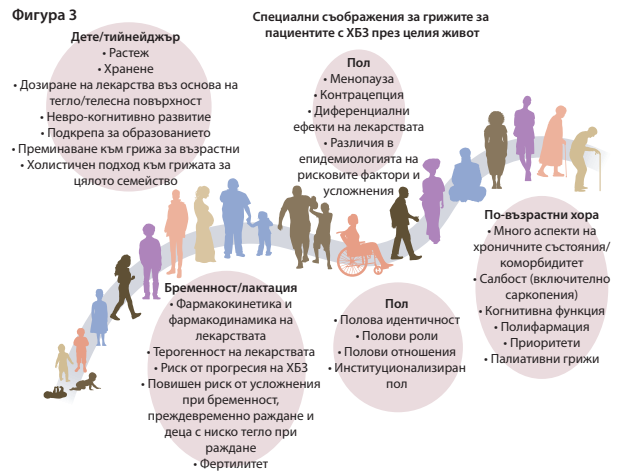 Фигура 3
Специални съображения за грижите за
пациентите с ХБЗ през целия живот
Дете/тийнейджър
• Растеж
• Хранене
• Дозиране на лекарства въз основа на
тегло/телесна повърхност
• Невро-когнитивно развитие
• Подкрепа за образованието
• Преминаване към грижа за възрастни
• Холистичен подход към грижата за
цялото семейство
Пол
• Менопауза
• Контрацепция
• Диференциални
ефекти на лекарствата
• Различия в
епидемиологията на
рисковите фактори и
усложнения
По-възрастни хора
• Много аспекти на
хроничните състояния/
коморбидитет
• Салбост (включително
саркопения)
• Когнитивна функция
• Полифармация
• Приоритети
• Палиативни грижи
Бременност/лактация
• Фармакокинетика и
фармакодинамика на
лекарствата
• Терогенност на лекарствата
• Риск от прогресия на ХБЗ
• Повишен риск от усложнения
при бременност,
преждевременно раждане и
деца с ниско тегло при
раждане
• Фертилитет
Пол
• Полова идентичност
• Полови роли
• Полови отношения
• Институционализиран
пол